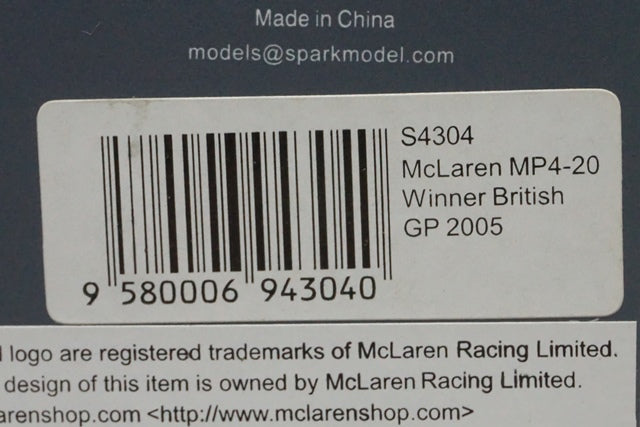 Made in China
models@sparkmodel.com
S4304
McLaren MP4-20
Winner British
GP 2005
9 580006 943040
logo are registered trademarks of McLaren Racing Limited.
design of this item is owned by McLaren Racing Limited.
arenshop.com <http://www.mclarenshop.com>